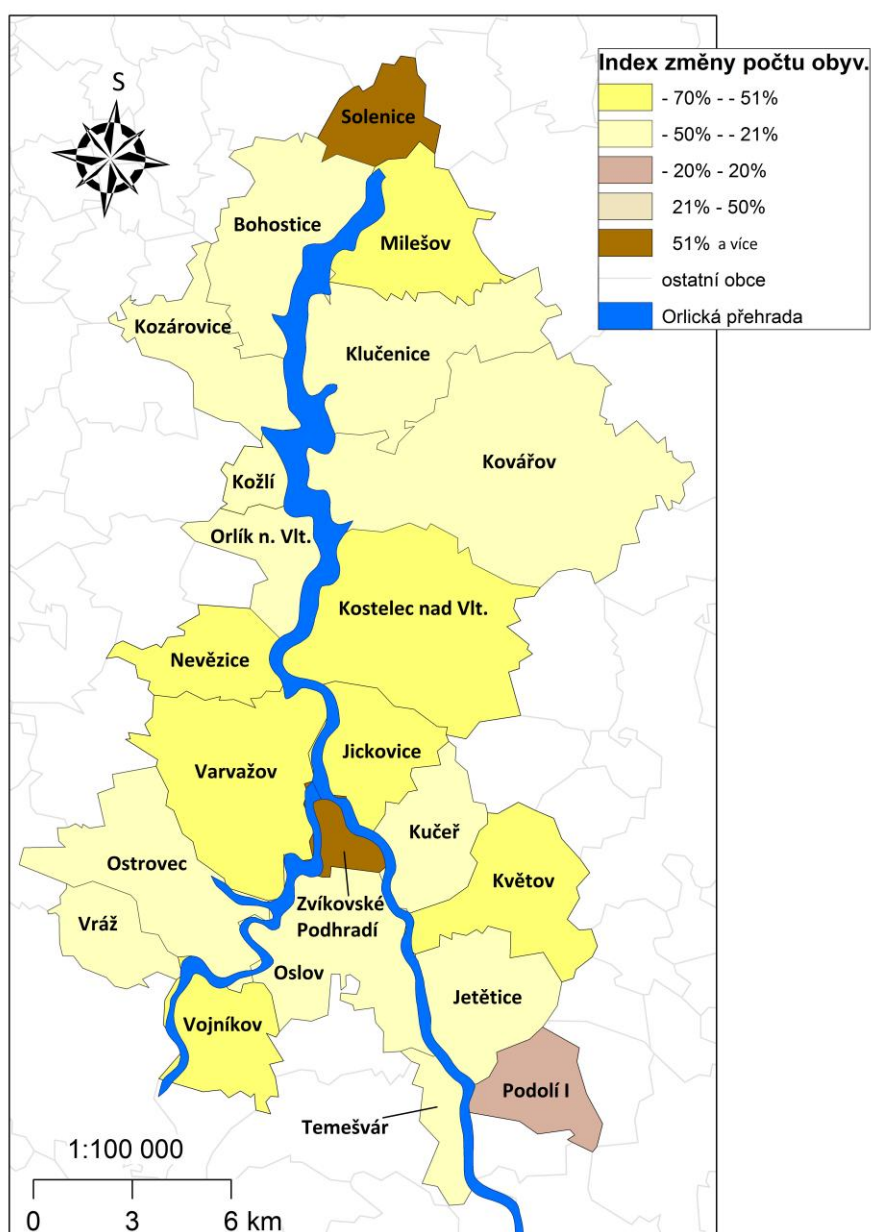 Index změny počtu obyv.
- 70% - - 51%
- 50% - - 21%
- 20% - 20%
21% - 50%
51% a více
ostatní obce
Orlická přehrada
S
Solenice
Bohostice
Milešov
Kozárovice
Klučenice
Kovářov
Kožlí
Orlík n. Vlt.
Kostelec nad Vlt.
Nevězice
Jickovice
Varvažov
Kučeř
Ostrovec
Květov
Zvíkovské
Podhradí
Vráž
Oslov
Jetětice
Vojníkov
Podolí I
Temešvár
1:100 000
0 3 6 km